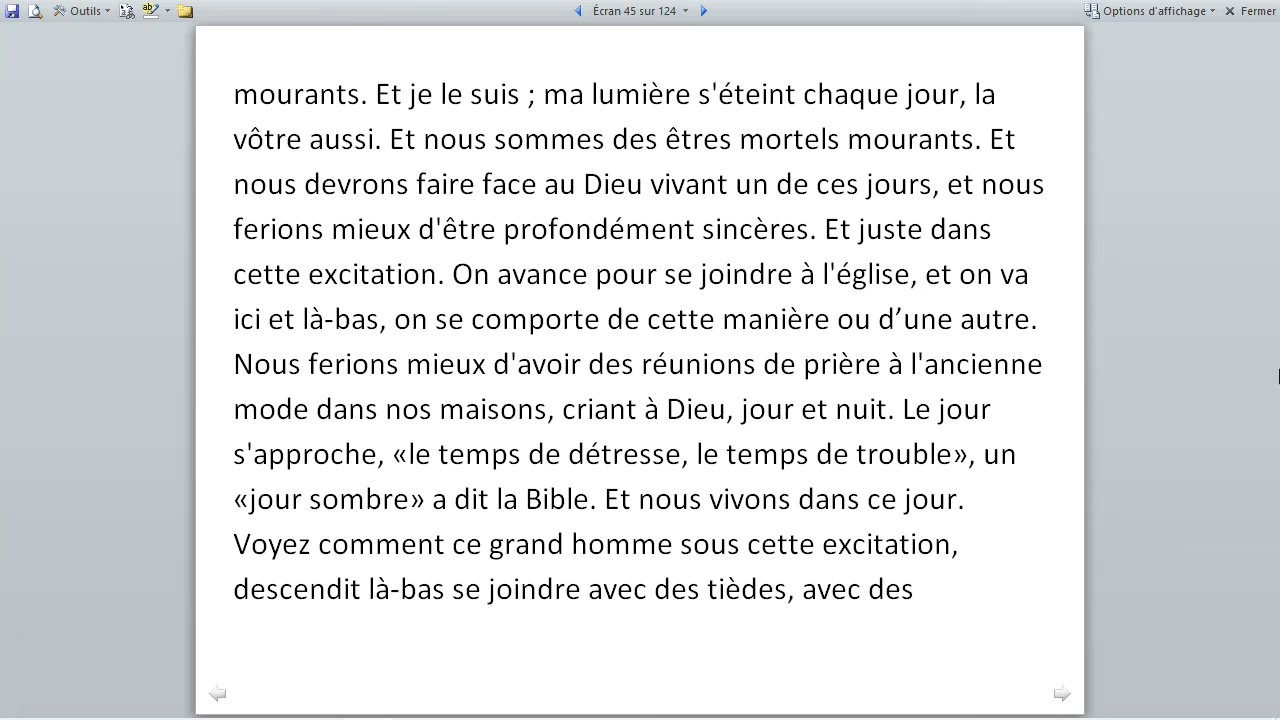 Outils
Écran 45 sur 124
Options d'affichage
Fermer
mourants. Et je le suis ; ma lumière s'éteint chaque jour, la
vôtre aussi. Et nous sommes des êtres mortels mourants. Et
nous devrons faire face au Dieu vivant un de ces jours, et nous
ferions mieux d'être profondément sincères. Et juste dans
cette excitation. On avance pour se joindre à l'église, et on va
ici et là-bas, on se comporte de cette manière ou d’une autre.
Nous ferions mieux d'avoir des réunions de prière à l'ancienne
mode dans nos maisons, criant à Dieu, jour et nuit. Le jour
s'approche, «le temps de détresse, le temps de trouble», un
«jour sombre» a dit la Bible. Et nous vivons dans ce jour.
Voyez comment ce grand homme sous cette excitation,
descendit là-bas se joindre avec des tièdes, avec des